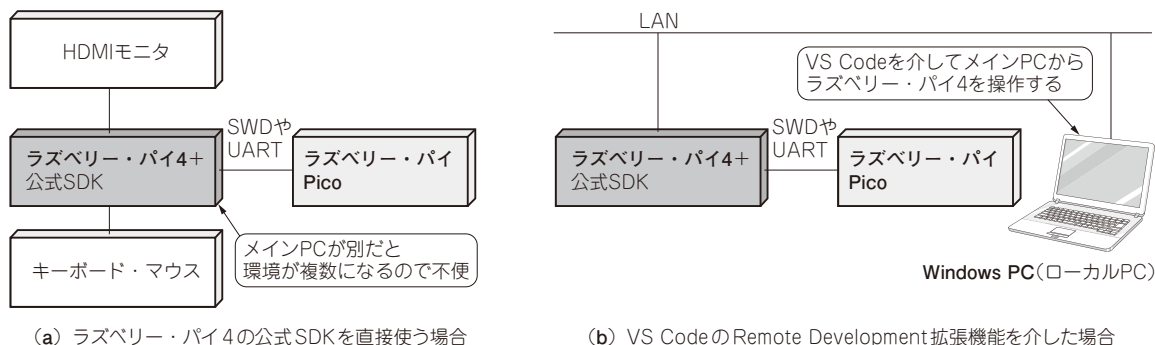 HDMIモニタ
ラズベリー・パイ4＋
公式SDK
SWDや
UART
ラズベリー・パイ
Pico
キーボード・マウス
メインPCが別だと
環境が複数になるので不便
(a) ラズベリー・パイ4の公式SDKを直接使う場合
LAN
VS Codeを介してメインPCから
ラズベリー・パイ4を操作する
ラズベリー・パイ4＋
公式SDK
SWDや
UART
ラズベリー・パイ
Pico
Windows PC(ローカルPC)
(b) VS CodeのRemote Development拡張機能を介した場合